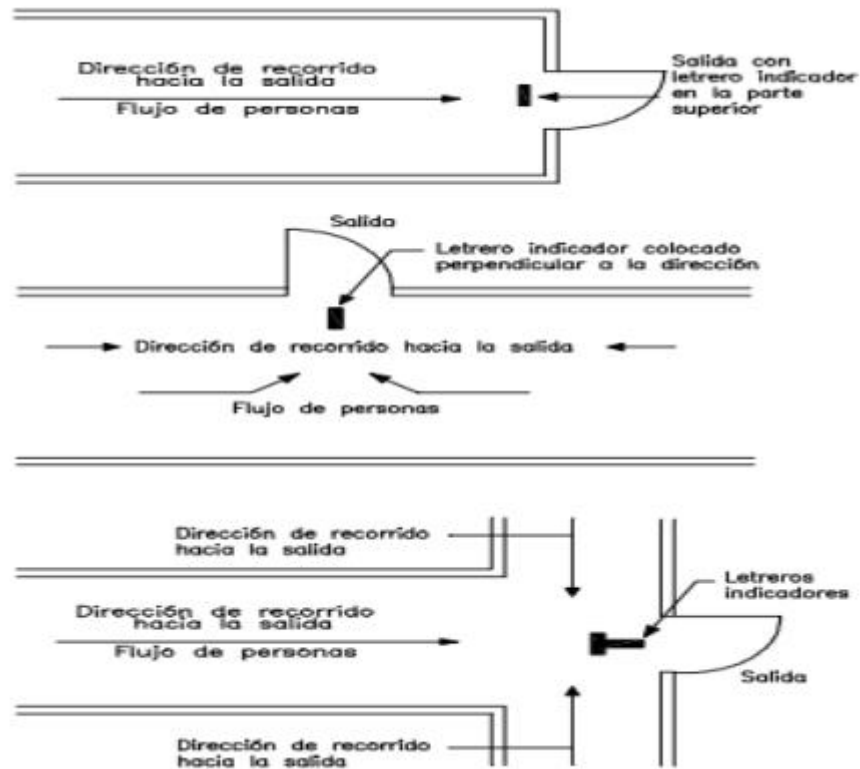 Dirección de recorrido
hacia la salida
Flujo de personas
Salida con
letrero indicador
en la parte
superior
Salida
Letrero indicador colocado
perpendicular a la dirección
Dirección de recorrido hacia la salida
Flujo de personas
Dirección de recorrido
hacia la salida
Dirección de recorrido
hacia la salida
Flujo de personas
Letreros
indicadores
Salida
Dirección de recorrido
hacia la salida